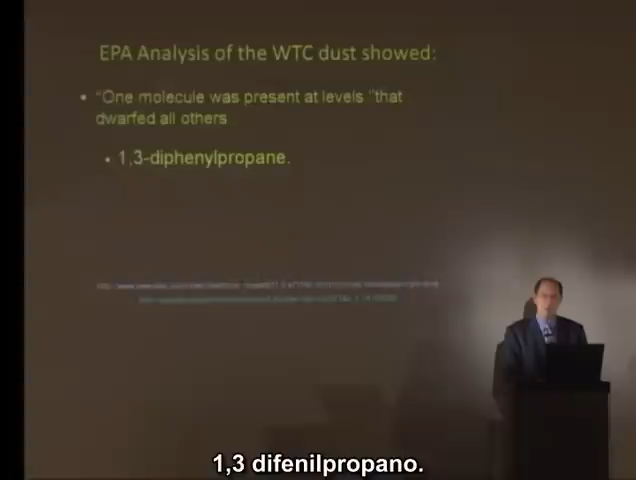 EPA Analysis of the WTC dust showed:
• "One molecule was present at levels "that
dwarfed all others
• 1,3-diphenylpropane.
1,3 difenilpropano.